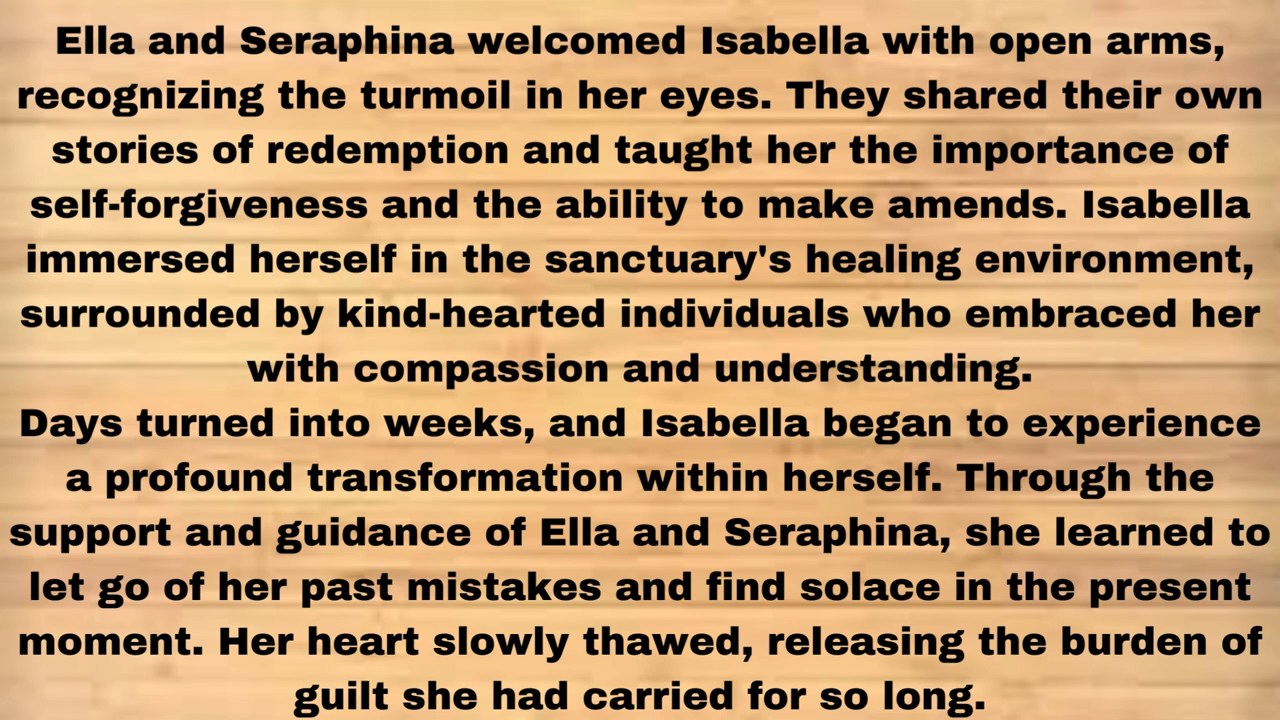 Ella and Seraphina welcomed Isabella with open arms,
recognizing the turmoil in her eyes. They shared their own
stories of redemption and taught her the importance of
self-forgiveness and the ability to make amends. Isabella
immersed herself in the sanctuary's healing environment,
surrounded by kind-hearted individuals who embraced her
with compassion and understanding.
Days turned into weeks, and Isabella began to experience
a profound transformation within herself. Through the
support and guidance of Ella and Seraphina, she learned to
let go of her past mistakes and find solace in the present
moment. Her heart slowly thawed, releasing the burden of
guilt she had carried for so long.